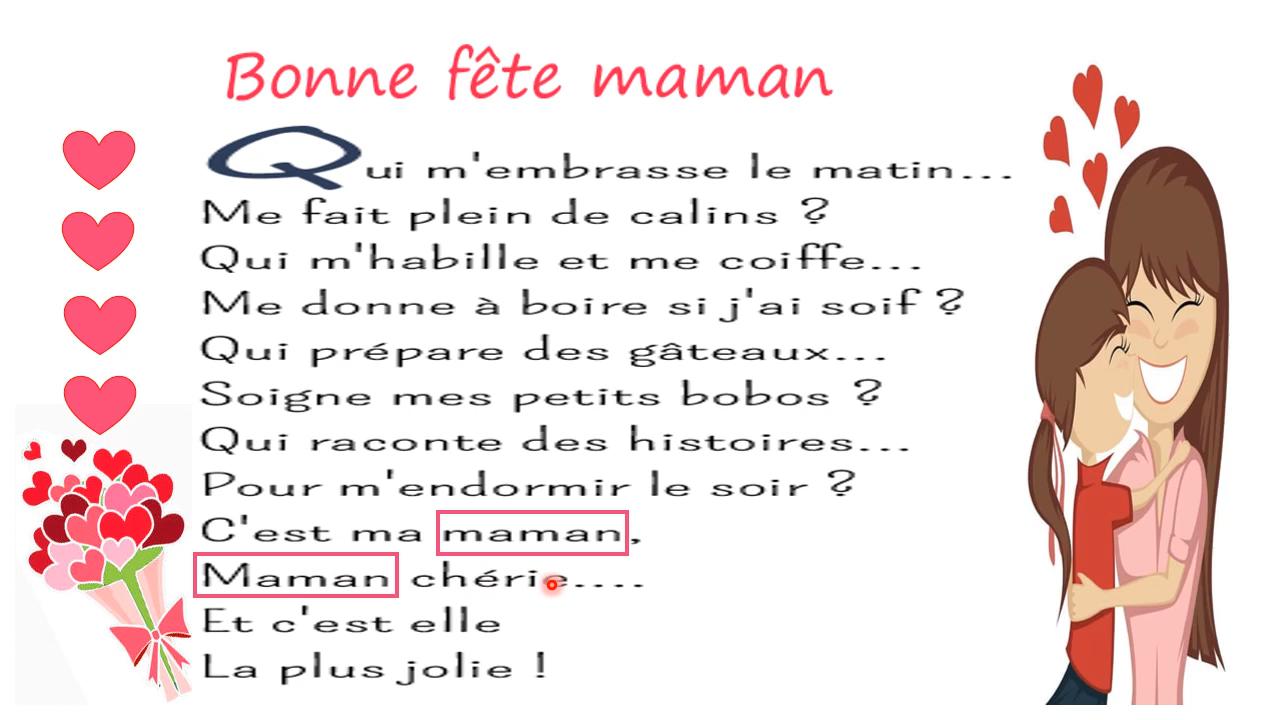 Bonne fête maman
Qui m'embrasse le matin...
Me fait plein de calins ?
Qui m'habille et me coiffe...
Me donne à boire si j'ai soif ?
Qui prépare des gâteaux...
Soigne mes petits bobos ?
Qui raconte des histoires...
Pour m'endormir le soir ?
C'est ma maman,
Maman chérie....
Et c'est elle
La plus jolie !